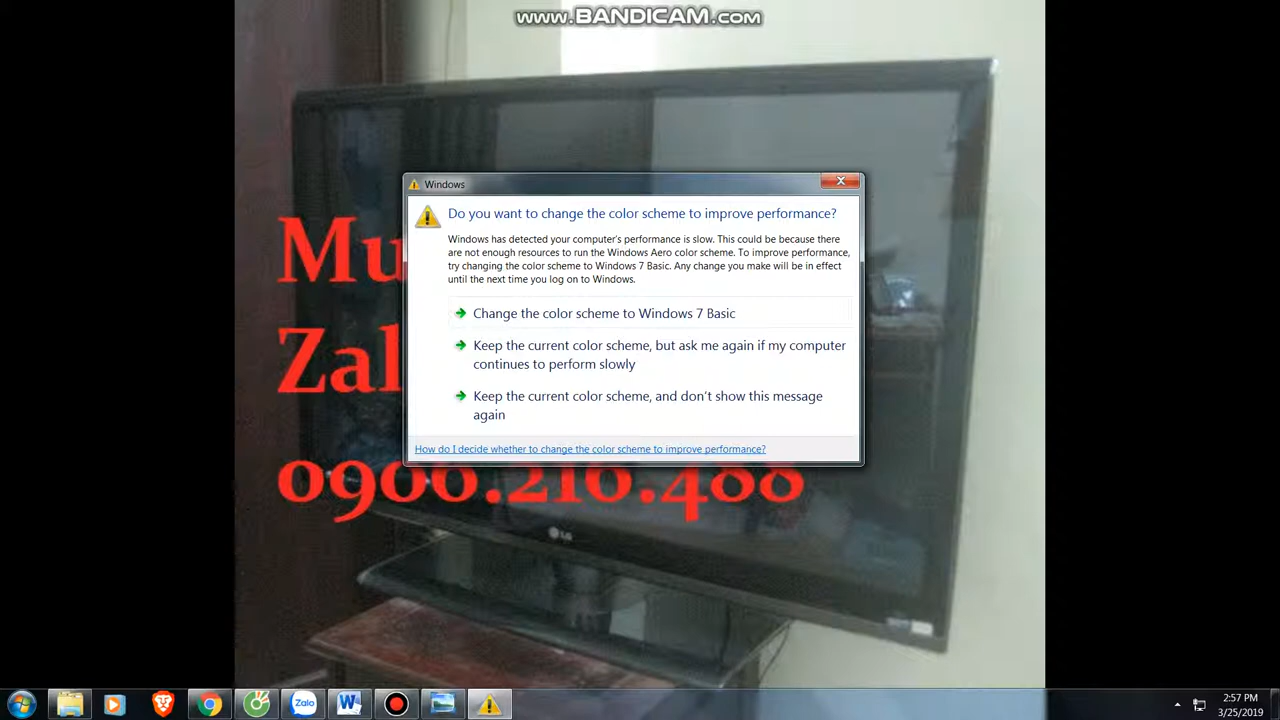 www.BANDICAM.com
Windows
Do you want to change the color scheme to improve performance?
Windows has detected your computer's performance is slow. This could be because there
are not enough resources to run the Windows Aero color scheme. To improve performance,
try changing the color scheme to Windows 7 Basic. Any change you make will be in effect
until the next time you log on to Windows.
Change the color scheme to Windows 7 Basic
Keep the current color scheme, but ask me again if my computer
continues to perform slowly
Keep the current color scheme, and don't show this message
again
How do I decide whether to change the color scheme to improve performance?
Mu
Zal
0906.210.488
LG
Zalo
W
2:57 PM
3/25/2019